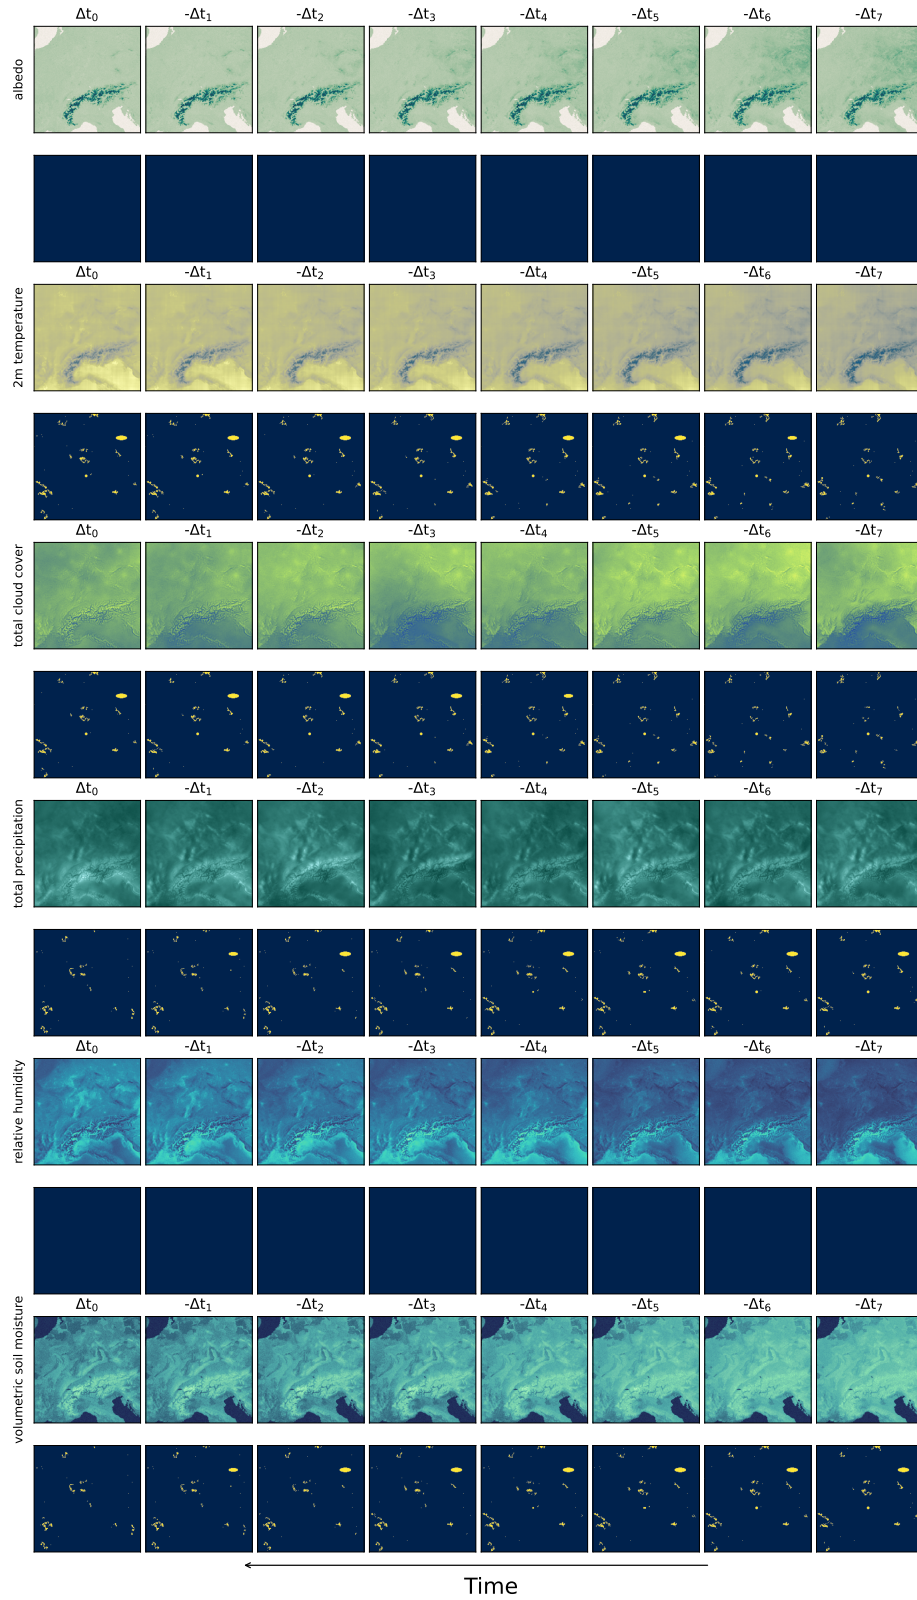 Δt₀ -Δt₁ -Δt₂ -Δt₃ -Δt₄ -Δt₅ -Δt₆ -Δt₇
albedo
Δt₀ -Δt₁ -Δt₂ -Δt₃ -Δt₄ -Δt₅ -Δt₆ -Δt₇
2m temperature
Δt₀ -Δt₁ -Δt₂ -Δt₃ -Δt₄ -Δt₅ -Δt₆ -Δt₇
total cloud cover
Δt₀ -Δt₁ -Δt₂ -Δt₃ -Δt₄ -Δt₅ -Δt₆ -Δt₇
total precipitation
Δt₀ -Δt₁ -Δt₂ -Δt₃ -Δt₄ -Δt₅ -Δt₆ -Δt₇
relative humidity
Δt₀ -Δt₁ -Δt₂ -Δt₃ -Δt₄ -Δt₅ -Δt₆ -Δt₇
volumetric soil moisture
Time